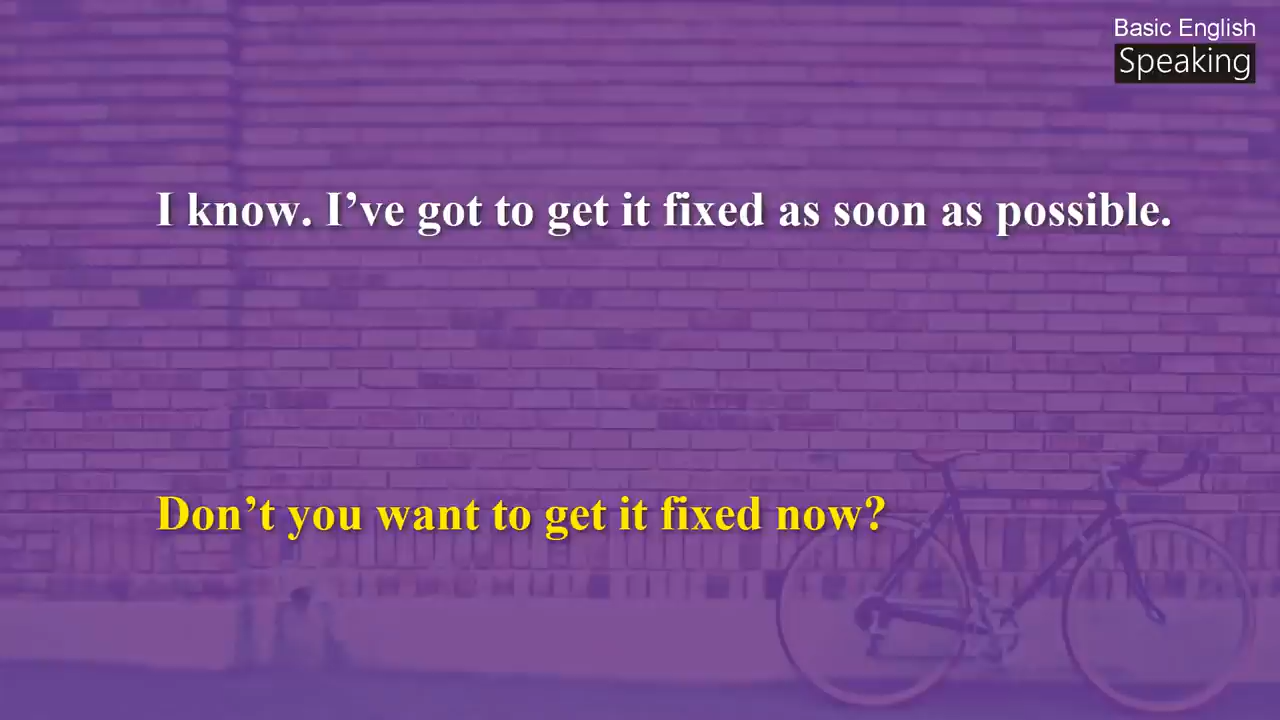 Basic English
Speaking
I know. I’ve got to get it fixed as soon as possible.
Don’t you want to get it fixed now?